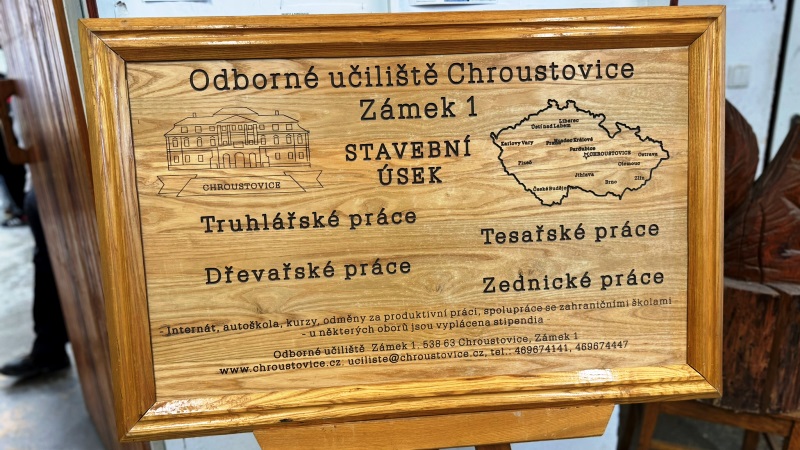 Odborné učiliště Chroustovice
Zámek 1
STAVEBNÍ
ÚSEK
CHROUSTOVICE
Liberec
Ústí nad Labem
Karlovy Vary
Praha
Hradec Králové
Pardubice
CHROUSTOVICE
Plzeň
Ostrava
Olomouc
Jihlava
Brno
Zlín
České Budějo
Truhlářské práce
Tesařské práce
Dřevařské práce
Zednické práce
- Internát, autoškola, kurzy, odměny za produktivní práci, spolupráce se zahraničními školami
- u některých oborů jsou vyplácena stipendia
Odborné učiliště Zámek 1, 538 63 Chroustovice, Zámek 1
www.chroustovice.cz, uciliste@chroustovice.cz, tel.: 469674141, 469674447